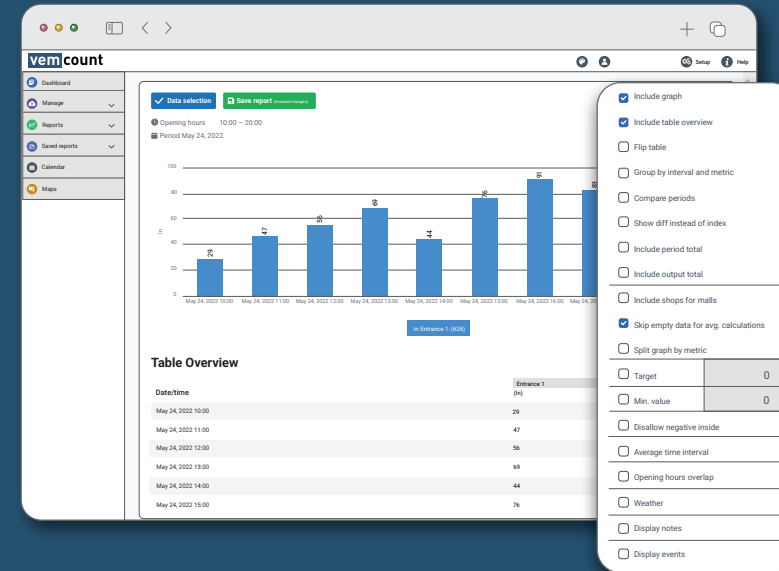 vemcount
Setup
Help
Dashboard
Manage
Reports
Saved reports
Calendar
Maps
Data selection
Save report (Unsaved changes)
Opening hours 10:00 – 20:00
Period May 24, 2022
100
80
60
40
20
0
In
29
47
56
69
44
76
91
83
May 24, 2022 10:00
May 24, 2022 11:00
May 24, 2022 12:00
May 24, 2022 13:00
May 24, 2022 14:00
May 24, 2022 15:00
May 24, 2022 16:00
May 24, 20
In Entrance 1: (626)
Table Overview
Entrance 1
Date/time (In)
May 24, 2022 10:00 29
May 24, 2022 11:00 47
May 24, 2022 12:00 56
May 24, 2022 13:00 69
May 24, 2022 14:00 44
May 24, 2022 15:00 76
Include graph
Include table overview
Flip table
Group by interval and metric
Compare periods
Show diff instead of index
Include period total
Include output total
Include shops for malls
Skip empty data for avg. calculations
Split graph by metric
Target 0
Min. value 0
Disallow negative inside
Average time interval
Opening hours overlap
Weather
Display notes
Display events